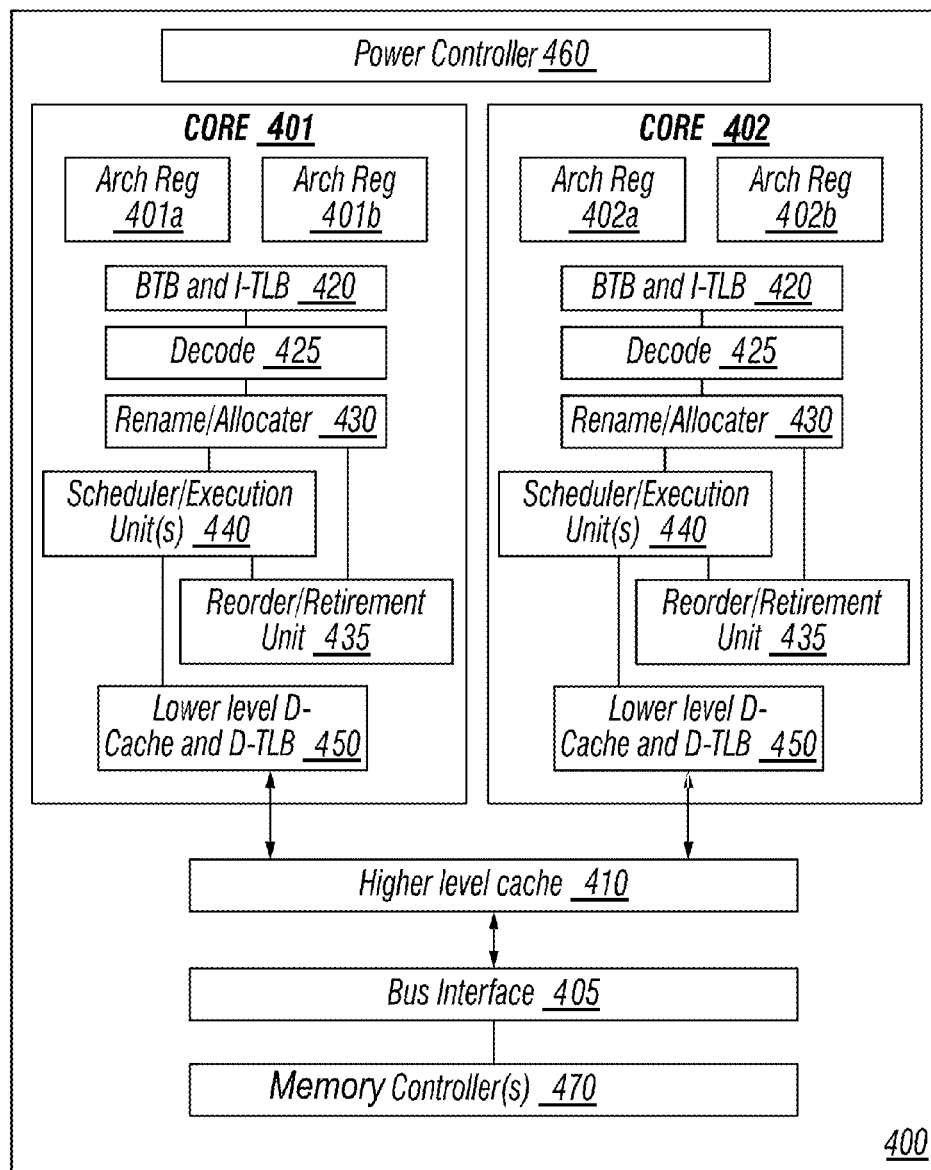 Power Controller 460
CORE 401
CORE 402
Arch Reg
401a
Arch Reg
401b
Arch Reg
402a
Arch Reg
402b
BTB and I-TLB 420
BTB and I-TLB 420
Decode 425
Decode 425
Rename/Allocater 430
Rename/Allocater 430
Scheduler/Execution
Unit(s) 440
Scheduler/Execution
Unit(s) 440
Reorder/Retirement
Unit 435
Reorder/Retirement
Unit 435
Lower level D-
Cache and D-TLB 450
Lower level D-
Cache and D-TLB 450
Higher level cache 410
Bus Interface 405
Memory Controller(s) 470
400